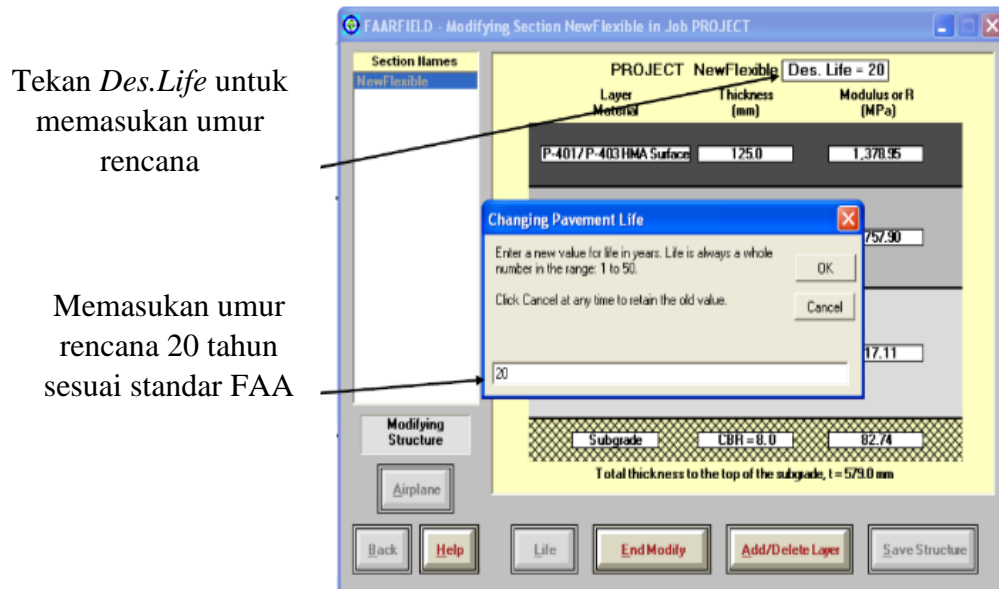 FAARFIELD - Modifying Section NewFlexible in Job PROJECT
Tekan Des.Life untuk
memasukan umur
rencana
Memasukan umur
rencana 20 tahun
sesuai standar FAA
Section Names
NewFlexible
PROJECT NewFlexible Des. Life = 20
Layer Material
Thickness (mm)
Modulus or R (MPa)
P-401/ P-403 HMA Surface 125.0 1,378.95
757.90
17.11
Changing Pavement Life
Enter a new value for life in years. Life is always a whole
number in the range: 1 to 50.
Click Cancel at any time to retain the old value.
OK
Cancel
20
Subgrade CBR = 8.0 82.74
Total thickness to the top of the subgrade, t = 579.0 mm
Modifying
Structure
Airplane
Back Help Life End Modify Add/Delete Layer Save Structure